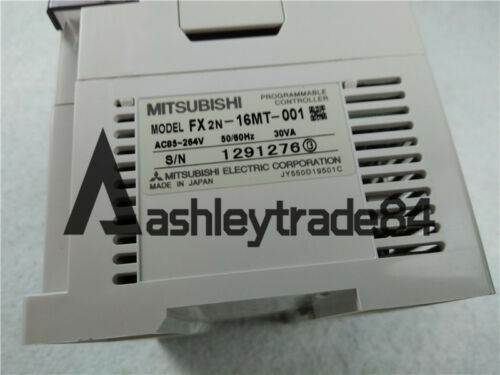 MITSUBISHI
PROGRAMMABLE
CONTROLLER
MODEL FX2N-16MT-001
AC85~264V 50/60Hz 30VA
S/N 1291276
MITSUBISHI ELECTRIC CORPORATION
MADE IN JAPAN JY550D19501C
Aashleytrade84